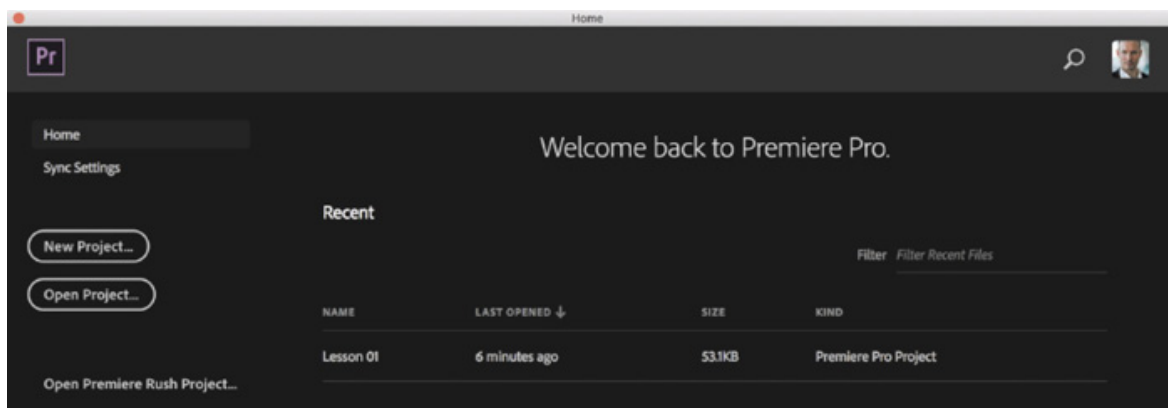 Home
Pr
Home
Sync Settings
New Project...
Open Project...
Open Premiere Rush Project...
Welcome back to Premiere Pro.
Recent
Filter Filter Recent Files
NAME LAST OPENED SIZE KIND
Lesson 01 6 minutes ago 53.1KB Premiere Pro Project